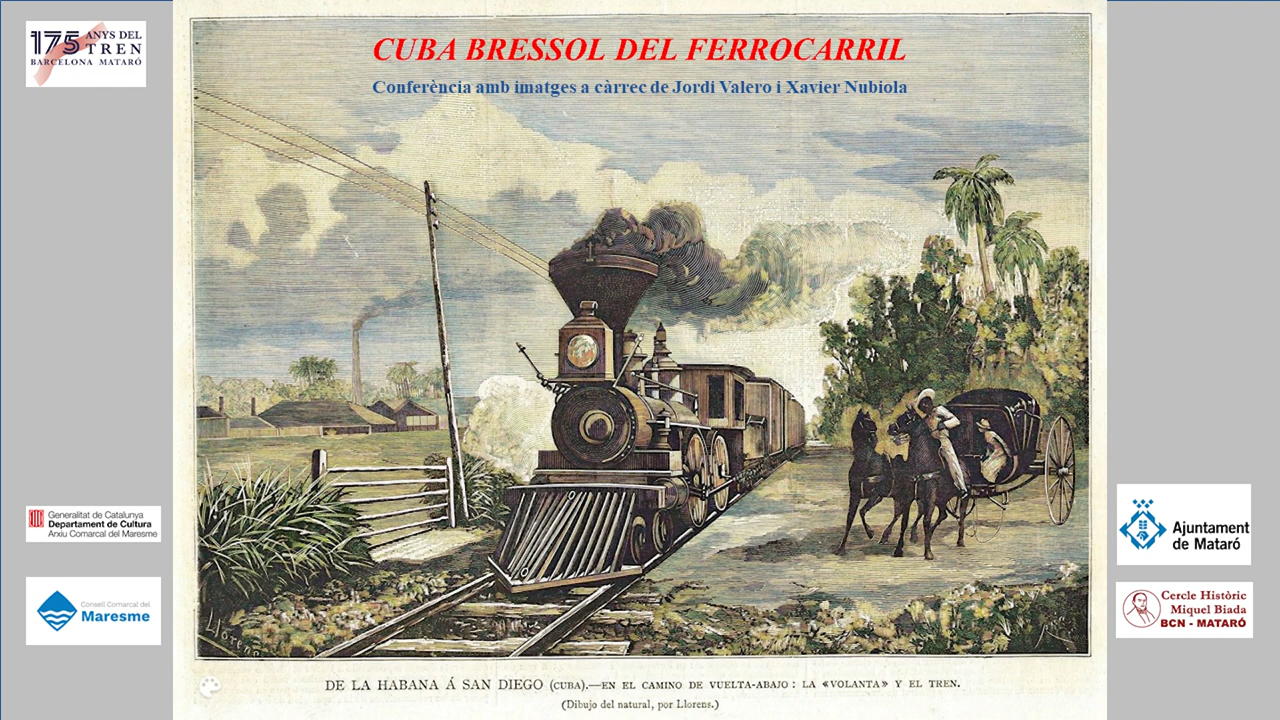 175 ANYS DEL
TREN
BARCELONA MATARÓ
CUBA BRESSOL DEL FERROCARRIL
Conferència amb imatges a càrrec de Jordi Valero i Xavier Nubiola
Generalitat de Catalunya
Departament de Cultura
Arxiu Comarcal del Maresme
Consell Comarcal del
Maresme
Ajuntament
de Mataró
Cercle Històric
Miquel Biada
BCN - MATARÓ
Llorens
DE LA HABANA Á SAN DIEGO (CUBA).—EN EL CAMINO DE VUELTA-ABAJO: LA «VOLANTA» Y EL TREN.
(Dibujo del natural, por Llorens.)